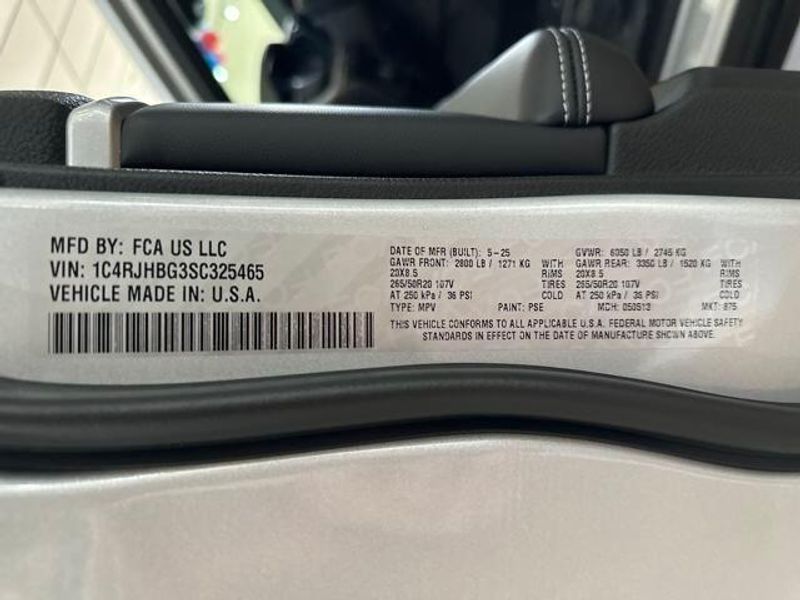 MFD BY: FCA US LLC
VIN: 1C4RJHBG3SC325465
VEHICLE MADE IN: U.S.A.
DATE OF MFR (BUILT): 5-25 GVWR: 6050 LB / 2745 KG
GAWR FRONT: 2800 LB / 1271 KG WITH GAWR REAR: 3350 LB / 1520 KG WITH
20X8.5 RIMS 20X8.5 RIMS
265/50R20 107V TIRES 265/50R20 107V TIRES
AT 250 kPa / 36 PSI COLD AT 250 kPa / 36 PSI COLD
TYPE: MPV PAINT: PSE MDH: 050513 MKT: 875
THIS VEHICLE CONFORMS TO ALL APPLICABLE U.S.A. FEDERAL MOTOR VEHICLE SAFETY
STANDARDS IN EFFECT ON THE DATE OF MANUFACTURE SHOWN ABOVE.